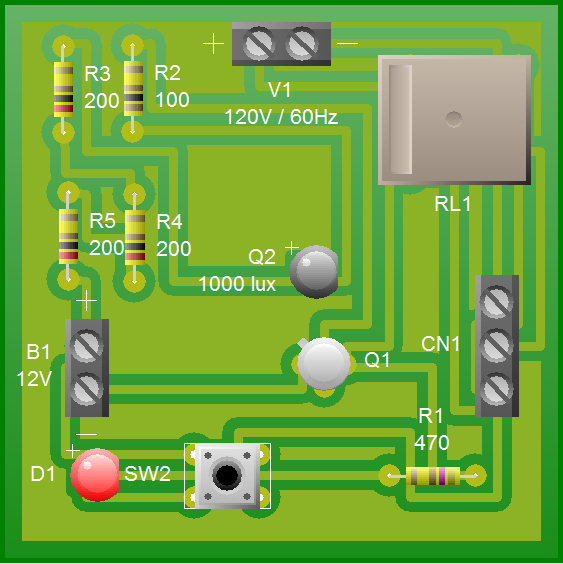 R3
200
R2
100
+
−
V1
120V / 60Hz
RL1
R5
200
R4
200
+
Q2
1000 lux
+
B1
12V
−
Q1
CN1
R1
470
+
D1
SW2